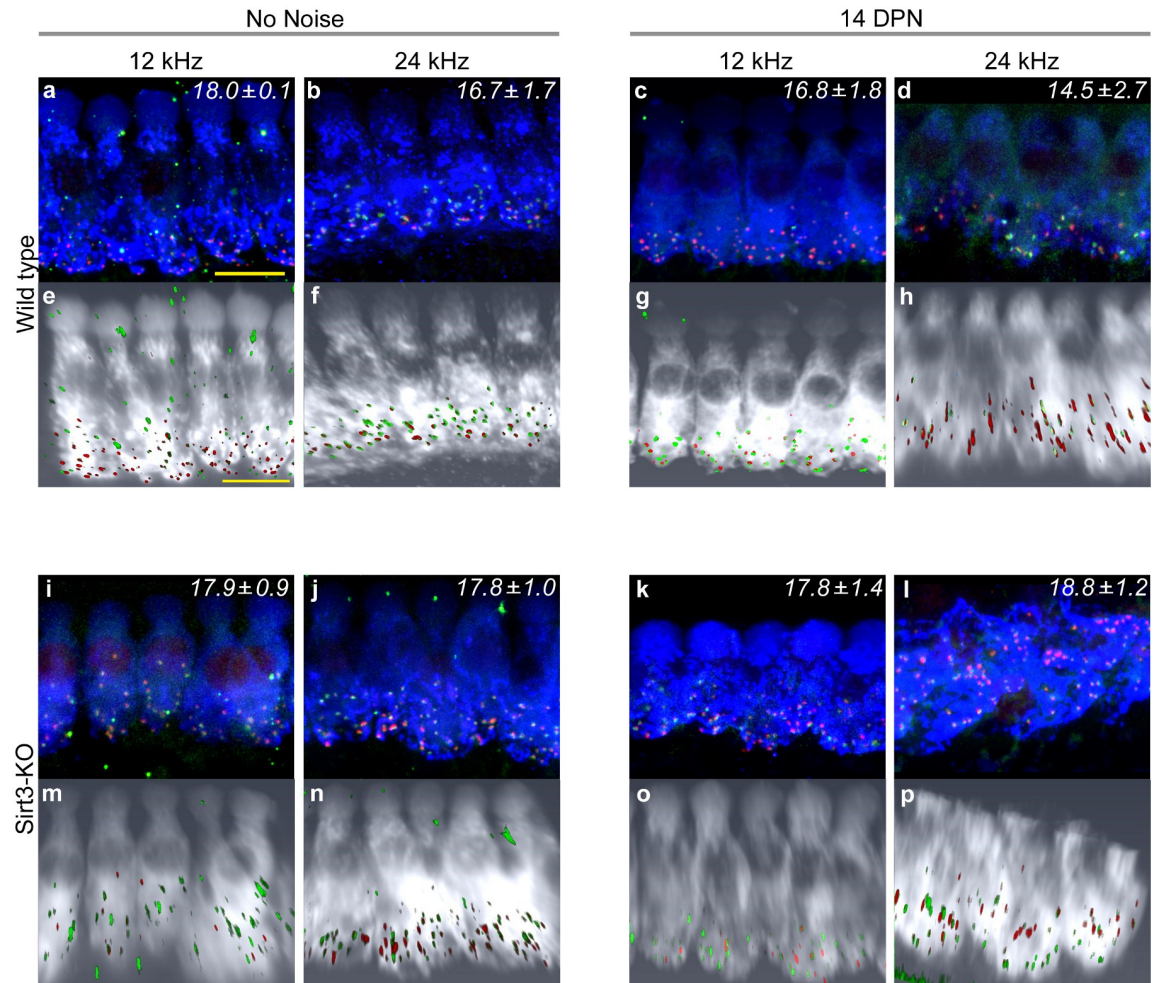 No Noise
14 DPN
12 kHz
24 kHz
12 kHz
24 kHz
Wild type
a
18.0±0.1
b
16.7±1.7
c
16.8±1.8
d
14.5±2.7
e
f
g
h
Sirt3-KO
i
17.9±0.9
j
17.8±1.0
k
17.8±1.4
l
18.8±1.2
m
n
o
p